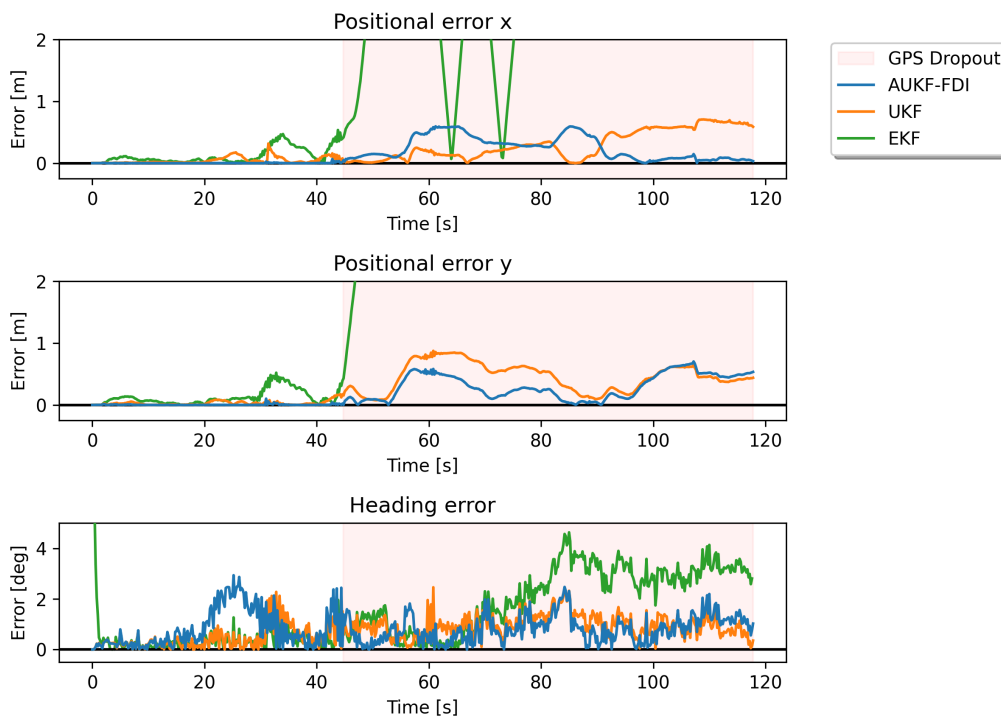 Positional error x
Error [m]
2
1
0
0 20 40 60 80 100 120
Time [s]
GPS Dropout
AUKF-FDI
UKF
EKF
Positional error y
Error [m]
2
1
0
0 20 40 60 80 100 120
Time [s]
Heading error
Error [deg]
4
2
0
0 20 40 60 80 100 120
Time [s]